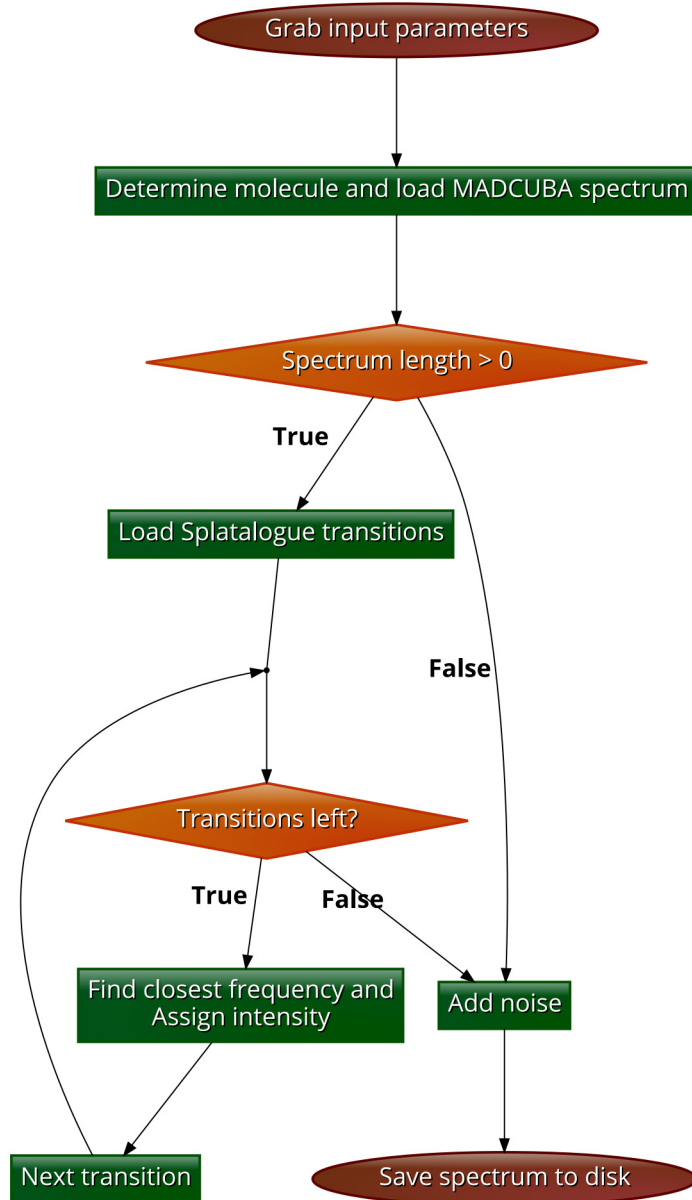 Grab input parameters
Determine molecule and load MADCUBA spectrum
Spectrum length > 0
True
Load Splatalogue transitions
False
Transitions left?
True
False
Find closest frequency and
Assign intensity
Add noise
Next transition
Save spectrum to disk